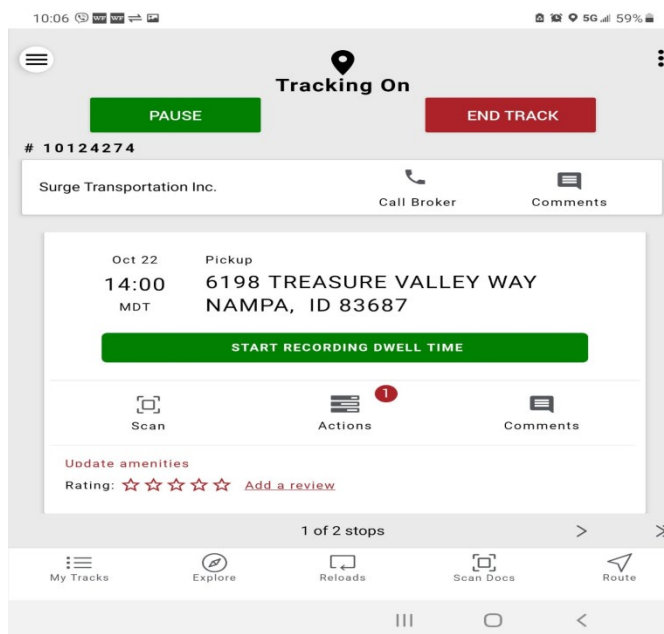 10:06 WF WF 5G 59%
Tracking On
PAUSE END TRACK
# 10124274
Surge Transportation Inc. Call Broker Comments
Oct 22 Pickup
14:00 6198 TREASURE VALLEY WAY
MDT NAMPA, ID 83687
START RECORDING DWELL TIME
1
Scan Actions Comments
Update amenities
Rating: Add a review
1 of 2 stops
My Tracks Explore Reloads Scan Docs Route